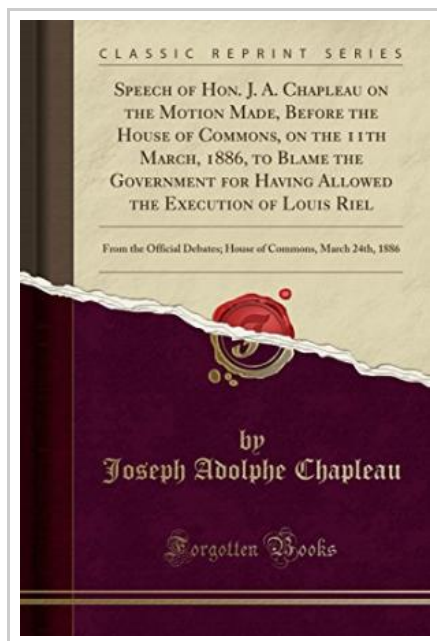 CLASSIC REPRINT SERIES
SPEECH OF HON. J. A. CHAPLEAU ON
THE MOTION MADE, BEFORE THE
HOUSE OF COMMONS, ON THE 11TH
MARCH, 1886, TO BLAME THE
GOVERNMENT FOR HAVING ALLOWED
THE EXECUTION OF LOUIS RIEL
From the Official Debates; House of Commons, March 24th, 1886
F
by
Joseph Adolphe Chapleau
Forgotten Books